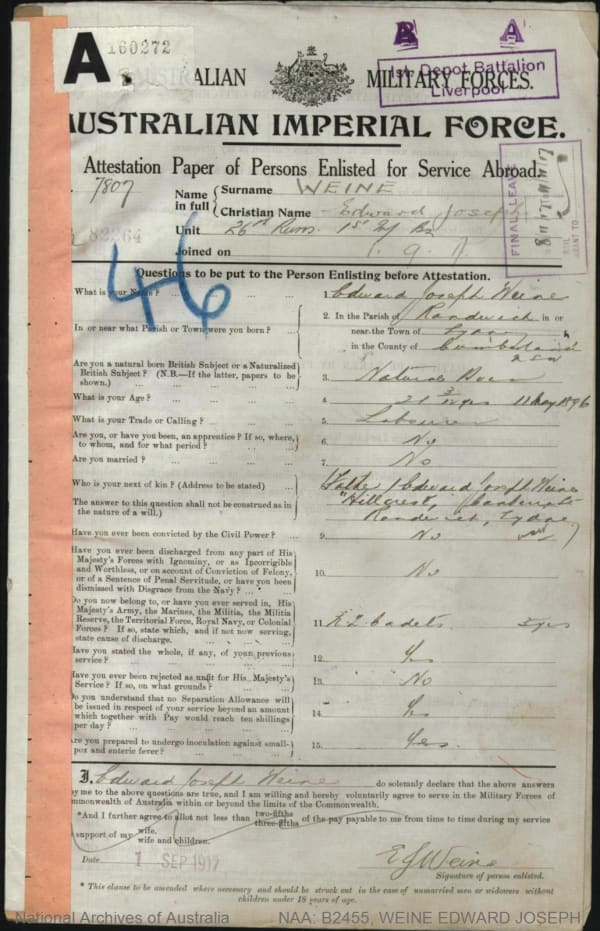 A
160272
B A
AUSTRALIAN MILITARY FORCES.
1st. Depot Battalion
Liverpool
AUSTRALIAN IMPERIAL FORCE.
Attestation Paper of Persons Enlisted for Service Abroad.
7807
Name in full { Surname WEINE
Christian Name Edward Joseph
82264
Unit 26th Rein. 1st Bn
Joined on
FINAL LEAVE
46
Questions to be put to the Person Enlisting before Attestation.
What is your Name? ... 1. Edward Joseph Weine
In or near what Parish or Town were you born? ... 2. In the Parish of Randwick in or
near the Town of Sydney
in the County of Cumberland
NSW
Are you a natural born British Subject or a Naturalized
British Subject? (N.B.—If the latter, papers to be
shown.) 3. Natural Born
What is your Age? ... 4. 21 3/12 yrs 11 May 1896
What is your Trade or Calling? ... 5. Labourer
Are you, or have you been, an apprentice? If so, where,
to whom, and for what period? 6. No
Are you married? ... 7. No
Who is your next of kin? (Address to be stated) ... 8. Father Edward Joseph Weine
"Hillcrest,
The answer to this question shall not be construed as in
the nature of a will.)
Randwick, Sydney
Have you ever been convicted by the Civil Power? ... 9. No
Have you ever been discharged from any part of His
Majesty's Forces with Ignominy, or as Incorrigible
and Worthless, or on account of Conviction of Felony,
or of a Sentence of Penal Servitude, or have you been
dismissed with Disgrace from the Navy? ... 10. No
Do you now belong to, or have you ever served in, His
Majesty's Army, the Marines, the Militia, the Militia
Reserve, the Territorial Force, Royal Navy, or Colonial
Forces? If so, state which, and if not now serving,
state cause of discharge. 11. Cadets yrs
Have you stated the whole, if any, of your previous
service? 12. Yes
Have you ever been rejected as unfit for His Majesty's
Service? If so, on what grounds? 13. No
Do you understand that no Separation Allowance will
be issued in respect of your service beyond an amount
which together with Pay would reach ten shillings
per day? 14. Yes
Are you prepared to undergo inoculation against small-
pox and enteric fever? 15. Yes.
I, Edward Joseph Weine do solemnly declare that the above answers
by me to the above questions are true, and I am willing and hereby voluntarily agree to serve in the Military Forces of
Commonwealth of Australia within or beyond the limits of the Commonwealth.
*And I further agree to allot not less than two-fifths three-fifths of the pay payable to me from time to time during my service
support of my wife. wife and children.
Date 1 SEP 1917
E J Weine
Signature of person enlisted.
* This clause to be amended where necessary and should be struck out in the case of unmarried men or widowers without
children under 18 years of age.
National Archives of Australia NAA: B2455, WEINE EDWARD JOSEPH